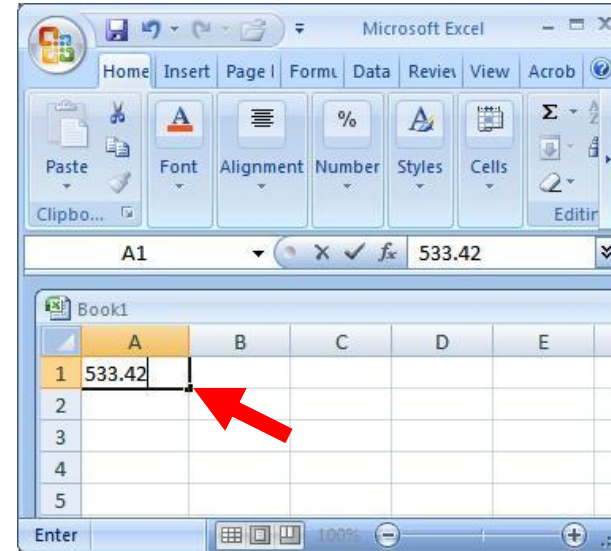 Microsoft Excel
Home Insert Page l Formu Data Reviev View Acrob
% A Σ
Paste Font Alignment Number Styles Cells
Clipbo... Editir
A1 fx 533.42
Book1
A B C D E
1 533.42
2
3
4
5
Enter 100%